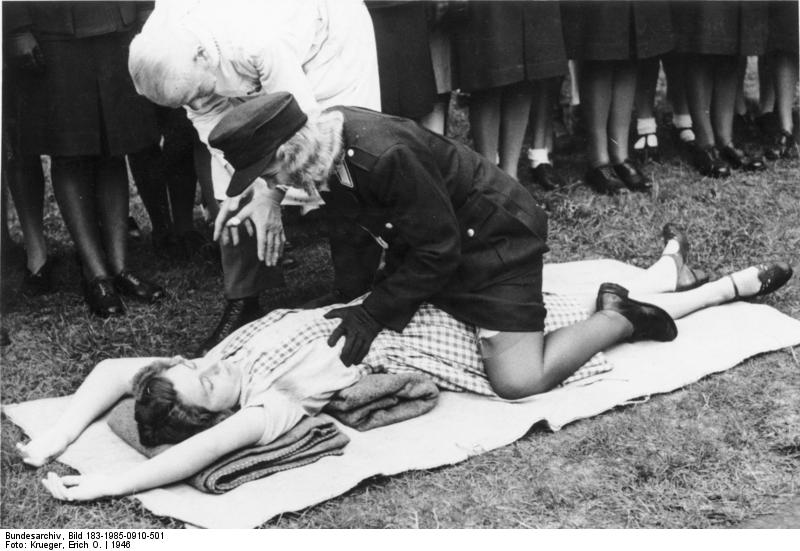 Bundesarchiv, Bild 183-1985-0910-501
Foto: Krueger, Erich O. | 1946